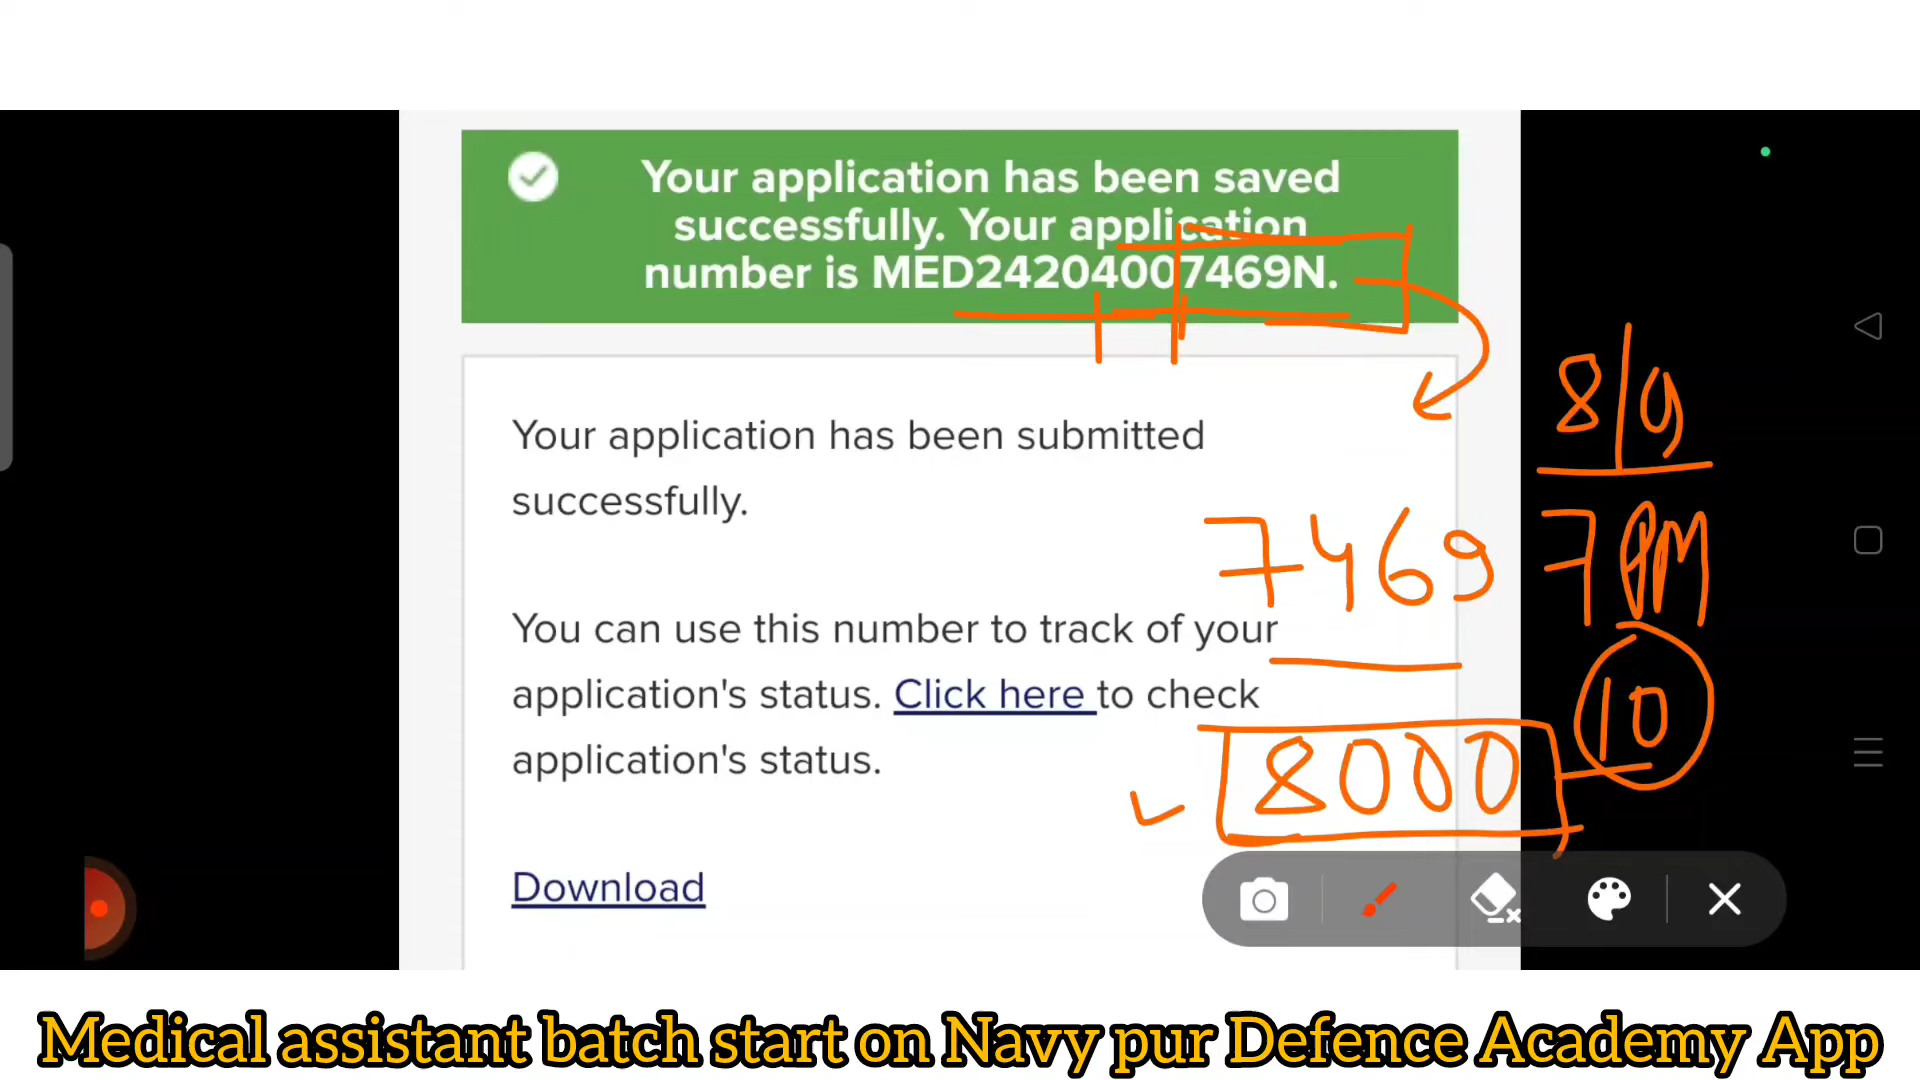 Your application has been saved
successfully. Your application
number is MED24204007469N.
Your application has been submitted
successfully.
You can use this number to track of your
application's status. Click here to check
application's status.
Download
7469
8000
8/9
7 PM
10
Medical assistant batch start on Navy pur Defence Academy App